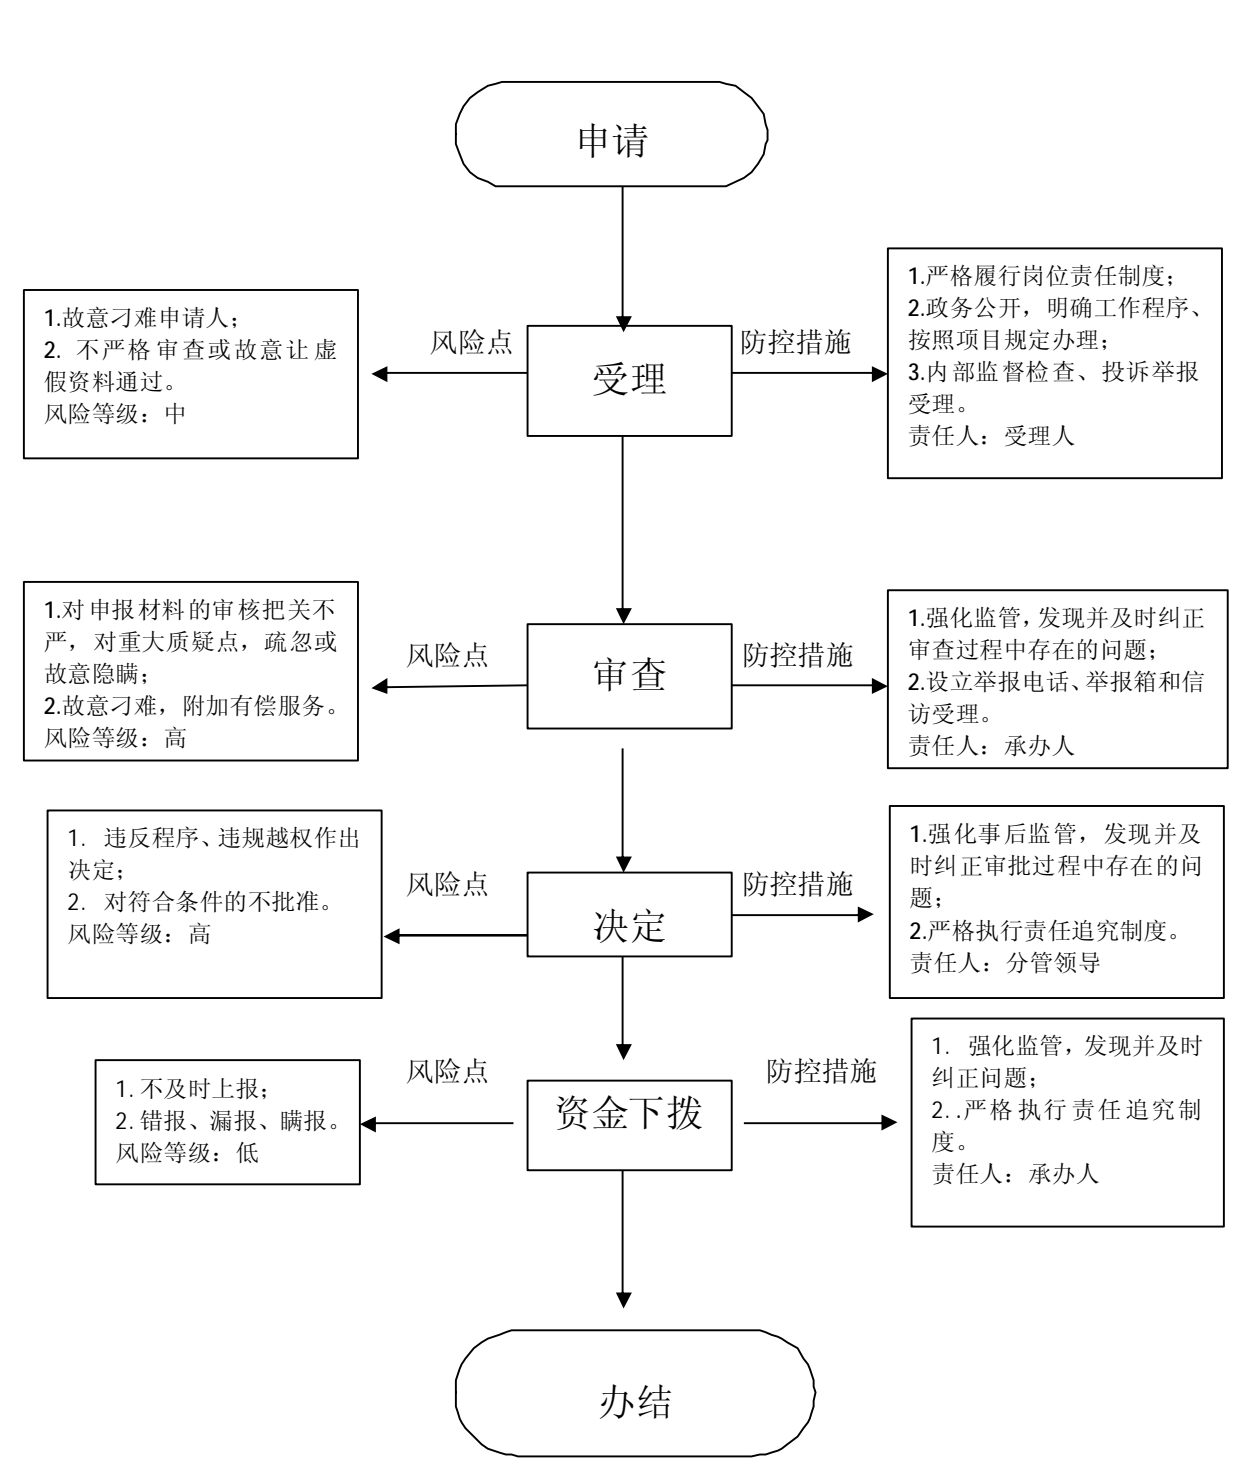 申请
1.故意刁难申请人；
2. 不严格审查或故意让虚
假资料通过。
风险等级：中
风险点
受理
防控措施
1.严格履行岗位责任制度；
2.政务公开，明确工作程序、
按照项目规定办理；
3.内部监督检查、投诉举报
受理。
责任人：受理人
1.对申报材料的审核把关不
严，对重大质疑点，疏忽或
故意隐瞒；
2.故意刁难，附加有偿服务。
风险等级：高
风险点
审查
防控措施
1.强化监管，发现并及时纠正
审查过程中存在的问题；
2.设立举报电话、举报箱和信
访受理。
责任人：承办人
1. 违反程序、违规越权作出
决定；
2. 对符合条件的不批准。
风险等级：高
风险点
决定
防控措施
1.强化事后监管，发现并及
时纠正审批过程中存在的问
题；
2.严格执行责任追究制度。
责任人：分管领导
1. 不及时上报；
2. 错报、漏报、瞒报。
风险等级：低
风险点
资金下拨
防控措施
1. 强化监管，发现并及时
纠正问题；
2. .严格执行责任追究制
度。
责任人：承办人
办结